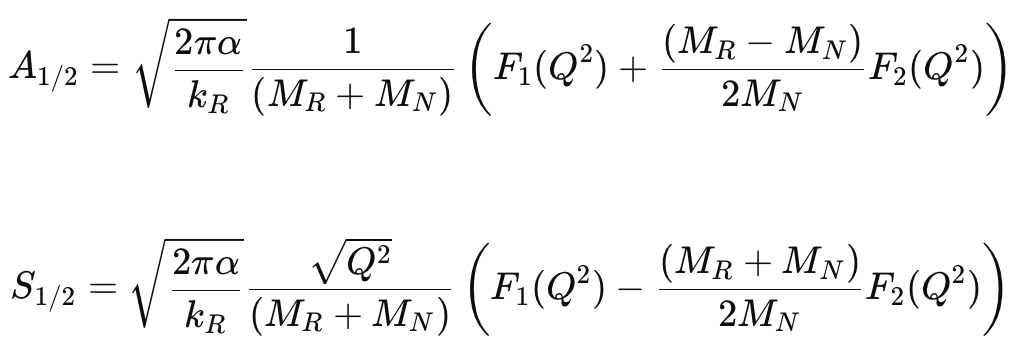 A_{1/2} = \sqrt{\frac{2\pi\alpha}{k_R}} \frac{1}{(M_R + M_N)} \left( F_1(Q^2) + \frac{(M_R - M_N)}{2M_N} F_2(Q^2) \right)
S_{1/2} = \sqrt{\frac{2\pi\alpha}{k_R}} \frac{\sqrt{Q^2}}{(M_R + M_N)} \left( F_1(Q^2) - \frac{(M_R + M_N)}{2M_N} F_2(Q^2) \right)